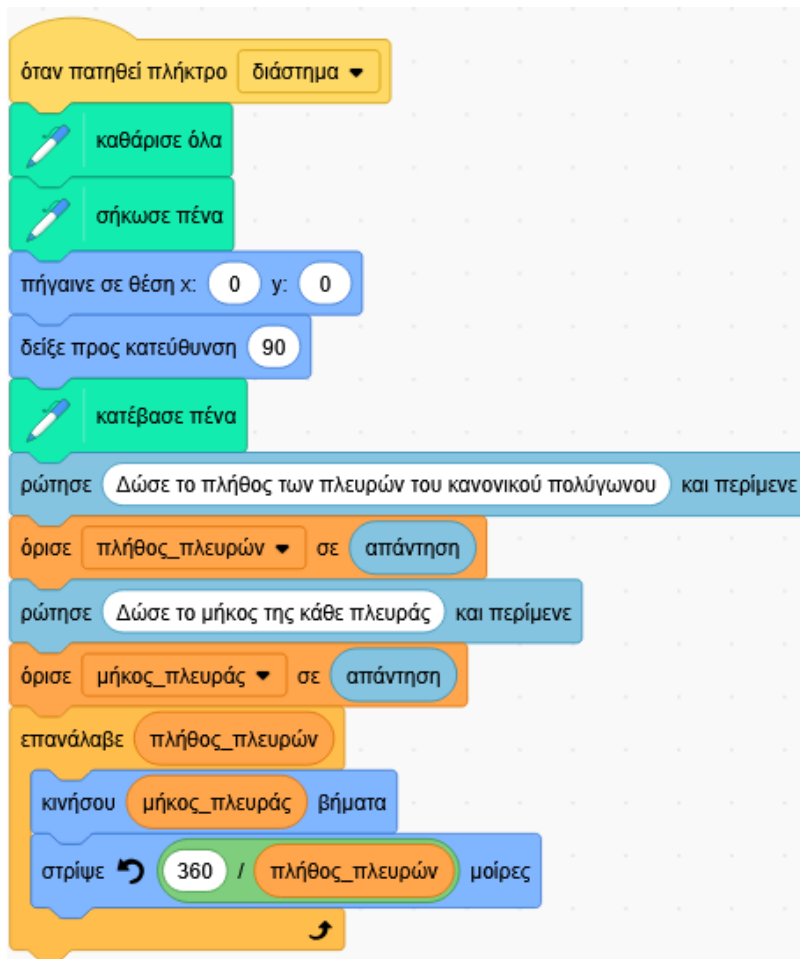 όταν πατηθεί πλήκτρο διάστημα
καθάρισε όλα
σήκωσε πένα
πήγαινε σε θέση x: 0 y: 0
δείξε προς κατεύθυνση 90
κατέβασε πένα
ρώτησε Δώσε το πλήθος των πλευρών του κανονικού πολύγωνου και περίμενε
όρισε πλήθος_πλευρών σε απάντηση
ρώτησε Δώσε το μήκος της κάθε πλευράς και περίμενε
όρισε μήκος_πλευράς σε απάντηση
επανάλαβε πλήθος_πλευρών
κινήσου μήκος_πλευράς βήματα
στρίψε 360 / πλήθος_πλευρών μοίρες